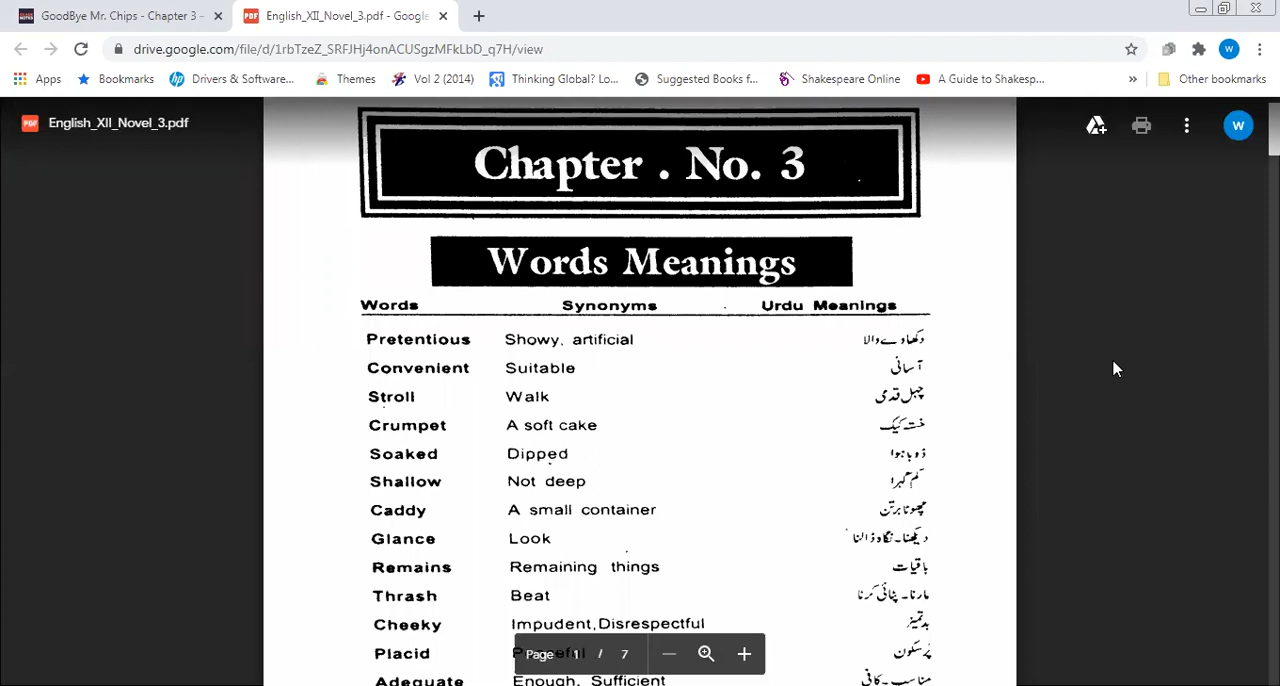 GoodBye Mr. Chips - Chapter 3 -
English_XII_Novel_3.pdf - Google
drive.google.com/file/d/1rbTzeZ_SRFJHj4onACUSgzMFkLbD_q7H/view
W
Apps Bookmarks Drivers & Software... Themes Vol 2 (2014) Thinking Global? Lo... Suggested Books f... Shakespeare Online A Guide to Shakesp... » Other bookmarks
PDF English_XII_Novel_3.pdf
W
Chapter . No. 3
Words Meanings
Words Synonyms Urdu Meanings
Pretentious Showy, artificial دکھاوے والا
Convenient Suitable آسانی
Stroll Walk چہل قدمی
Crumpet A soft cake خستہ کیک
Soaked Dipped ڈوبا ہوا
Shallow Not deep کم گہرا
Caddy A small container چھوٹا برتن
Glance Look دیکھنا۔ نگاہ ڈالنا
Remains Remaining things باقیات
Thrash Beat مارنا۔ پٹائی کرنا
Cheeky Impudent, Disrespectful بدتمیز
Placid Peaceful پُرسکون
Adequate Enough, Sufficient مناسب۔ کافی
Page 1 / 7